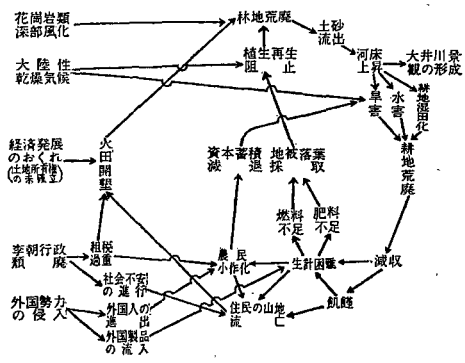 花崗岩類
深部風化
林地荒廃
土砂
流出
植生再生
阻止
河床
上昇
天井川景
観の形成
大陸性
乾燥気候
旱害
水害
耕地湿田化
資本蓄積
減退
地被落葉
採取
耕地荒廃
経済発展
のおくれ
(土地所有権
の未確立)
火田開墾
燃料
不足
肥料
不足
李朝行政
頽廃
租税
過重
農民
小作化
生計困難
減収
社会不安
の進行
飢饉
外国勢力
の侵入
外国人の
進出
住民の山地
流亡
外国製品
の流入